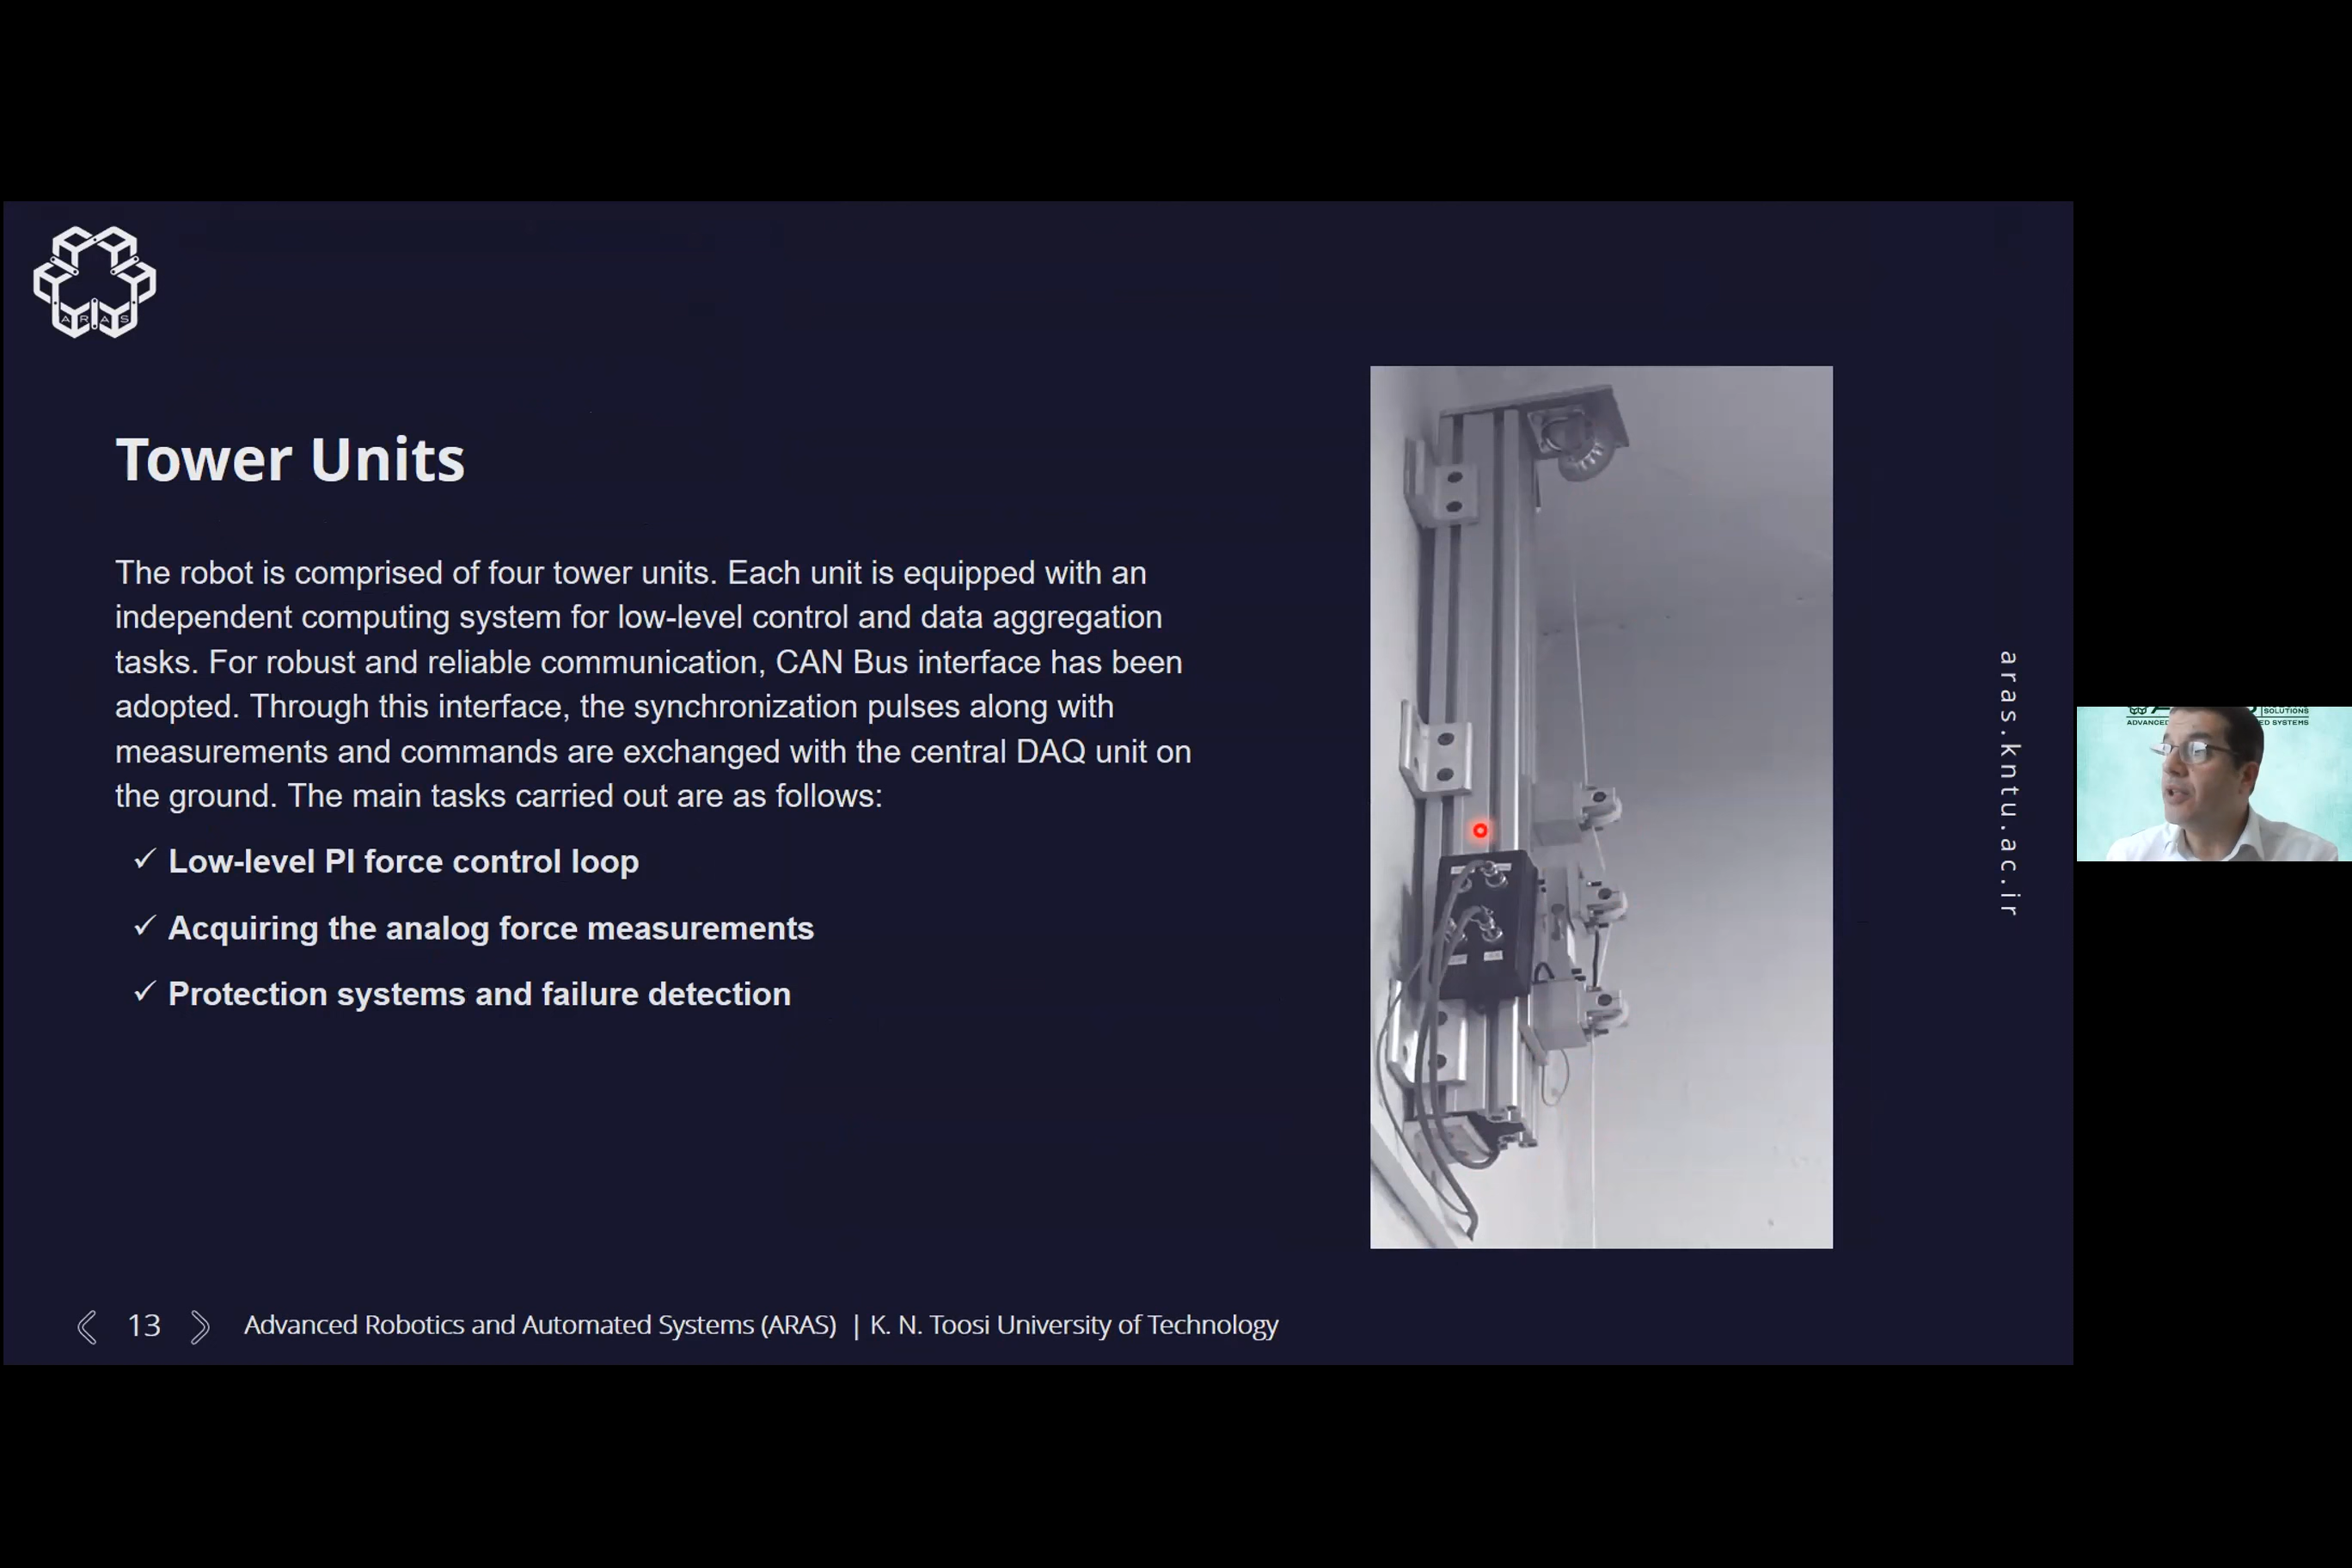 A R A S
Tower Units
The robot is comprised of four tower units. Each unit is equipped with an
independent computing system for low-level control and data aggregation
tasks. For robust and reliable communication, CAN Bus interface has been
adopted. Through this interface, the synchronization pulses along with
measurements and commands are exchanged with the central DAQ unit on
the ground. The main tasks carried out are as follows:
✓ Low-level PI force control loop
✓ Acquiring the analog force measurements
✓ Protection systems and failure detection
aras.kntu.ac.ir
SOLUTIONS
ADVANCED
ED SYSTEMS
13
Advanced Robotics and Automated Systems (ARAS) | K. N. Toosi University of Technology